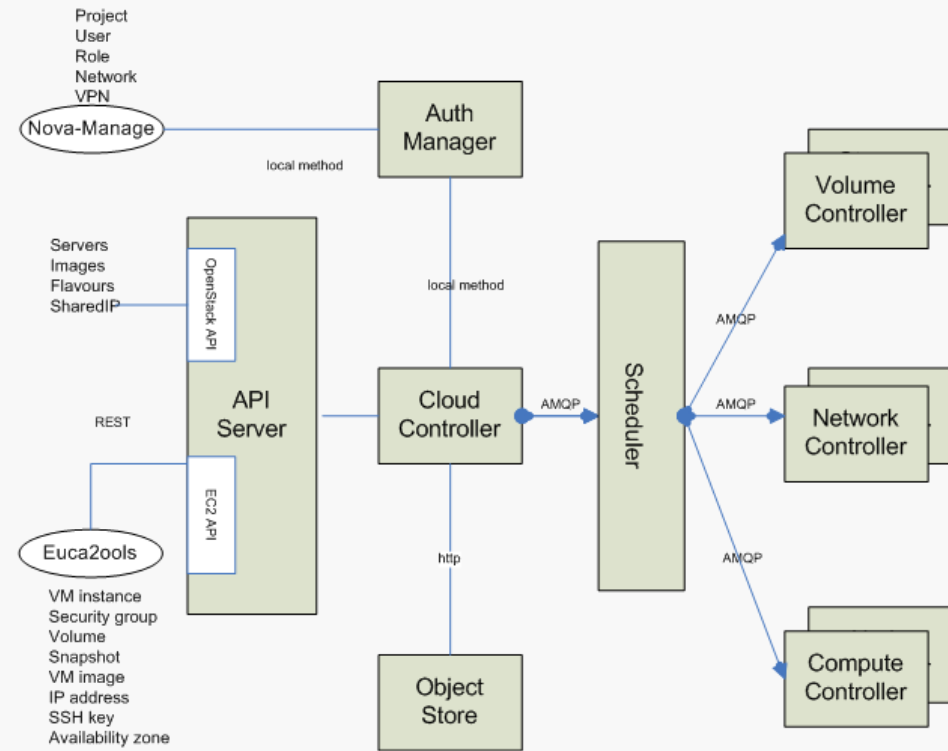 Project
User
Role
Network
VPN
Nova-Manage
Auth
Manager
local method
Volume
Controller
Servers
Images
Flavours
SharedIP
OpenStack API
local method
AMQP
REST
API
Server
Cloud
Controller
AMQP
Scheduler
AMQP
Network
Controller
EC2 API
Euca2ools
http
AMQP
VM instance
Security group
Volume
Snapshot
VM image
IP address
SSH key
Availability zone
Object
Store
Compute
Controller